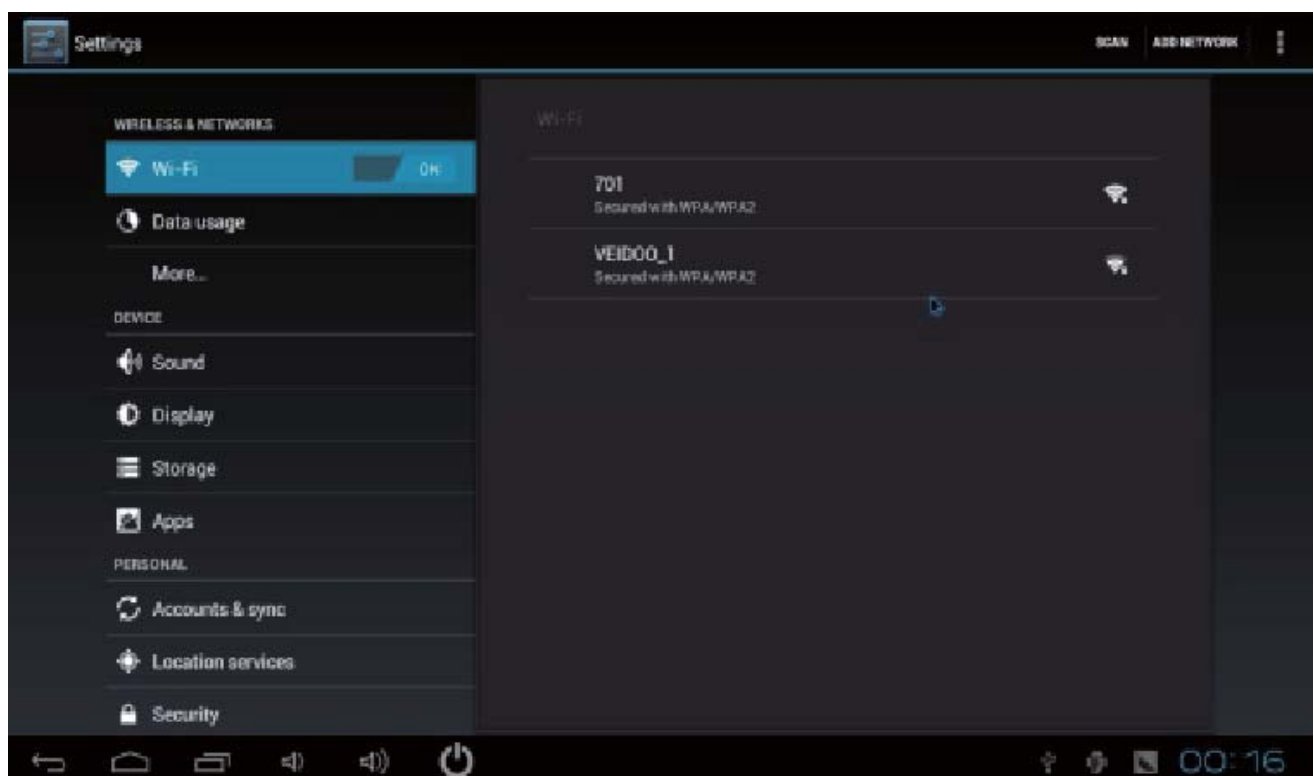 Settings
SCAN
ADD NETWORK
WIRELESS & NETWORKS
Wi-Fi
ON
Data usage
More...
DEVICE
Sound
Display
Storage
Apps
PERSONAL
Accounts & sync
Location services
Security
Wi-Fi
701
Secured with WPA/WPA2
VEIDOO_1
Secured with WPA/WPA2
00:16